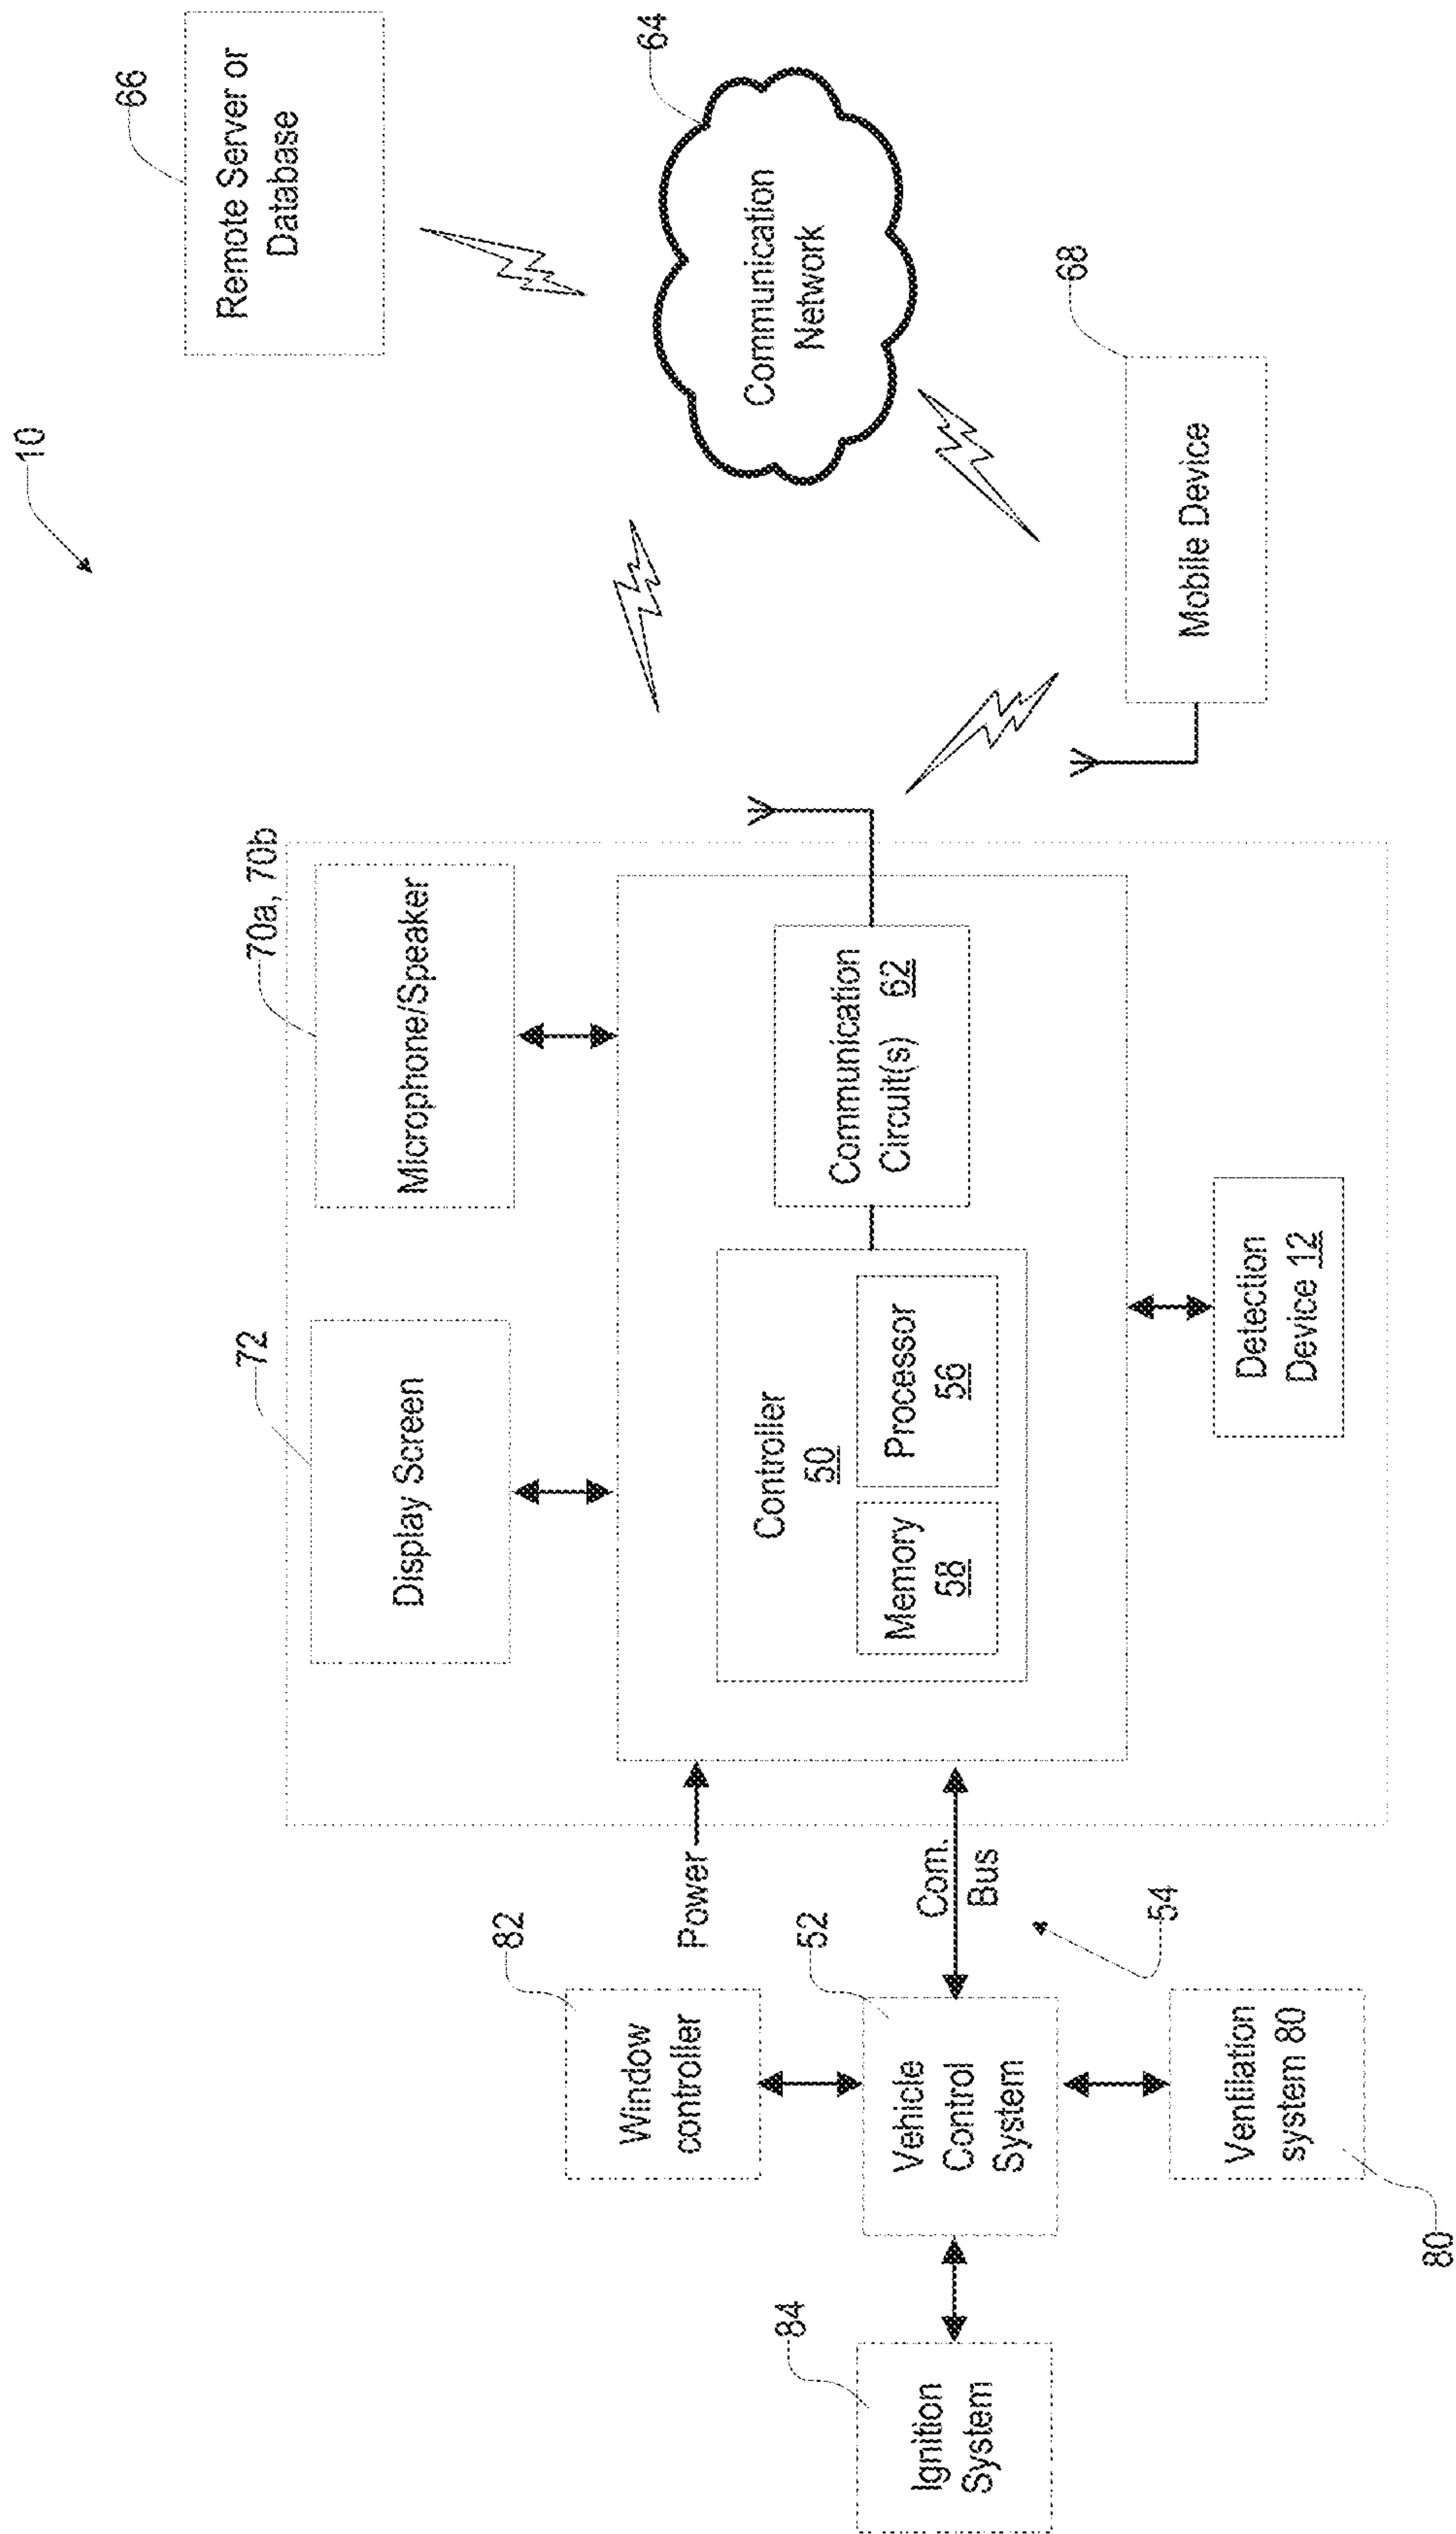 10
66
Remote Server or
Database
64
Communication
Network
68
Mobile Device
70a, 70b
Microphone/Speaker
72
Display Screen
Communication
Circuit(s) 62
Controller
50
Processor
56
Memory
58
Detection
Device 12
Power
Com.
Bus
54
82
Window
controller
52
Vehicle
Control
System
Ventilation
system 80
80
84
Ignition
System